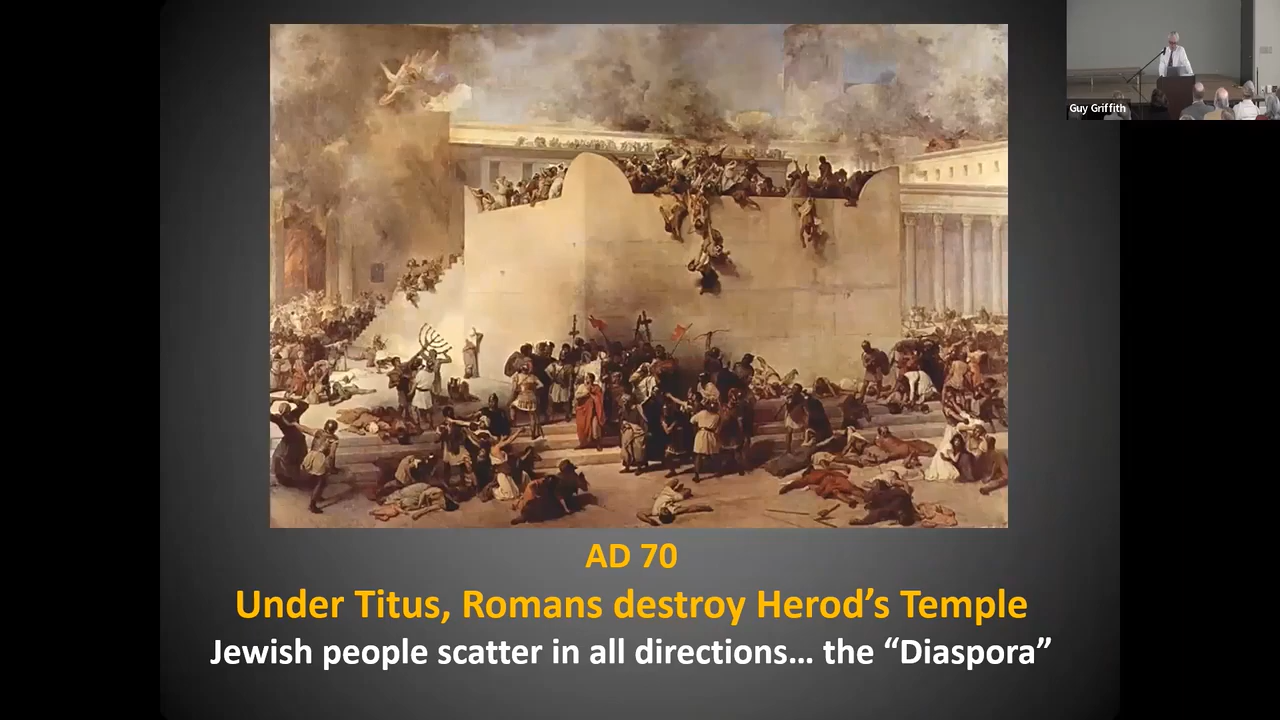 Guy Griffith
AD 70
Under Titus, Romans destroy Herod’s Temple
Jewish people scatter in all directions… the “Diaspora”